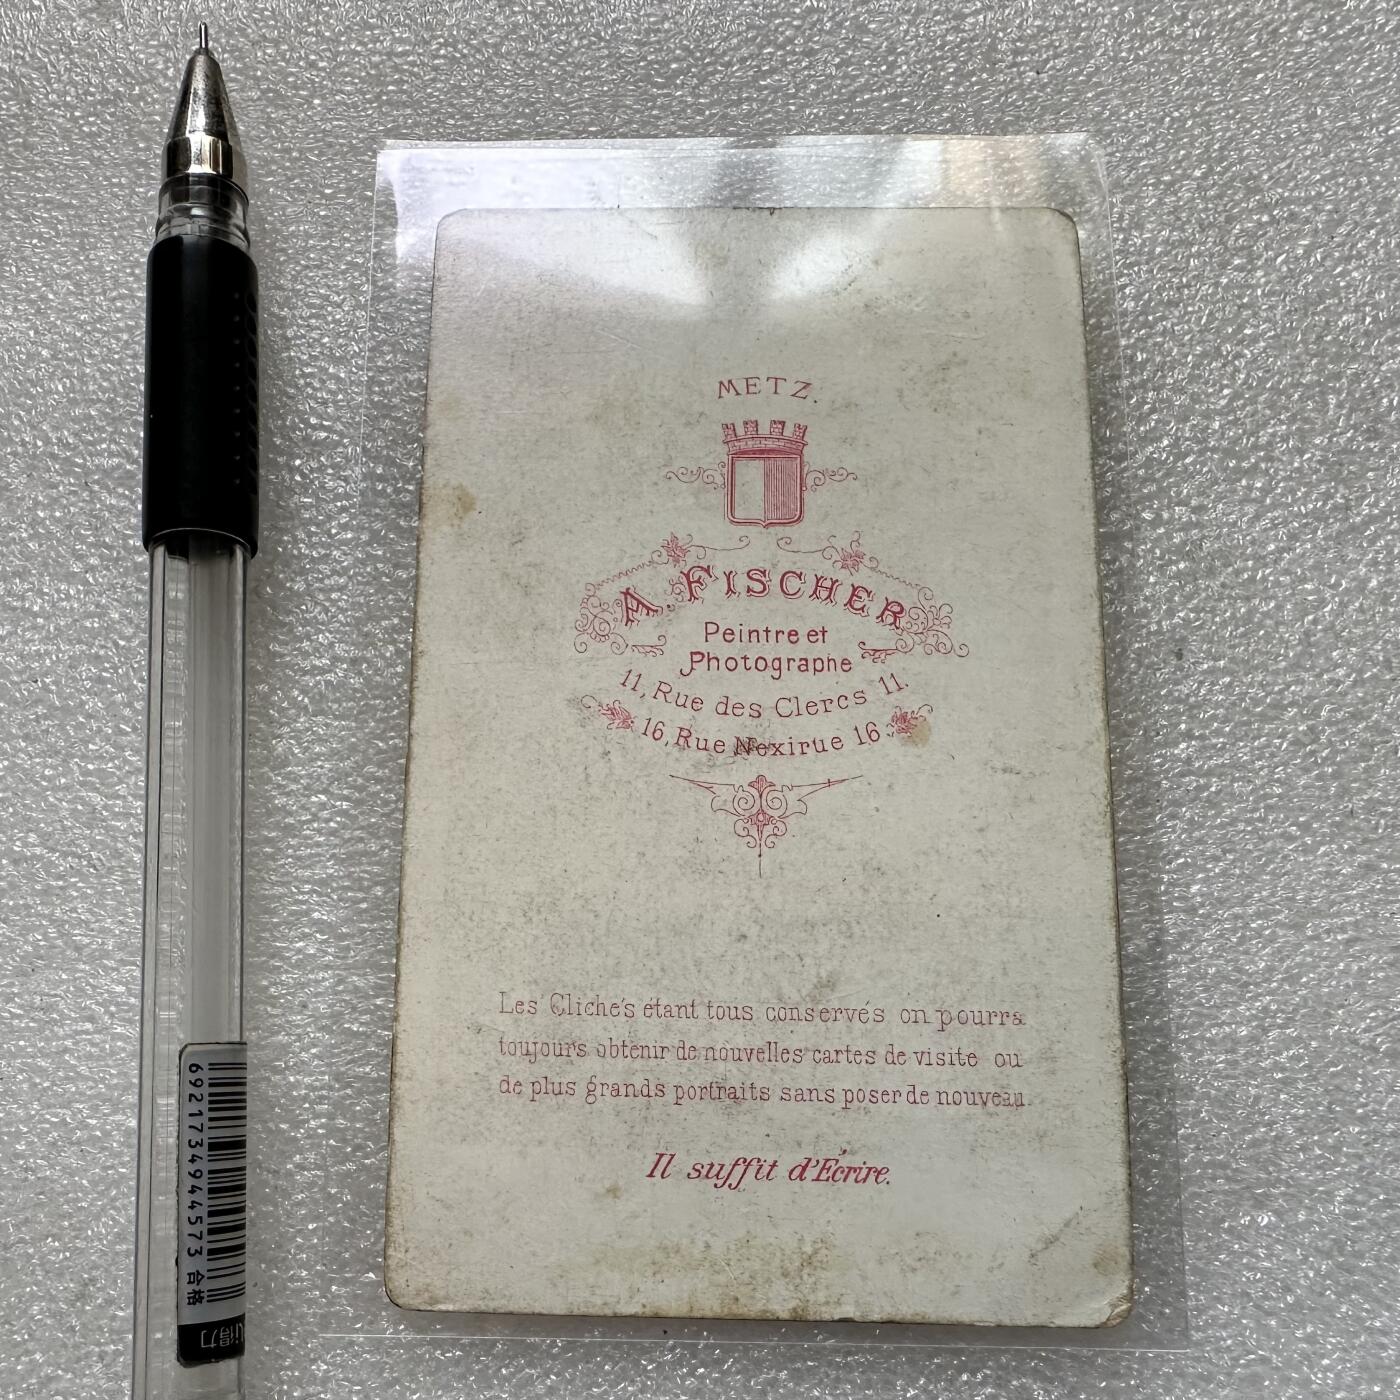 METZ.
A. FISCHER
Peintre et
Photographe
11, Rue des Clercs 11.
16, Rue Nexirue 16
Les Clichés étant tous conservés on pourra
toujours obtenir de nouvelles cartes de visite ou
de plus grands portraits sans poser de nouveau.
Il suffit d'Ecrire.
6921734944573 合格